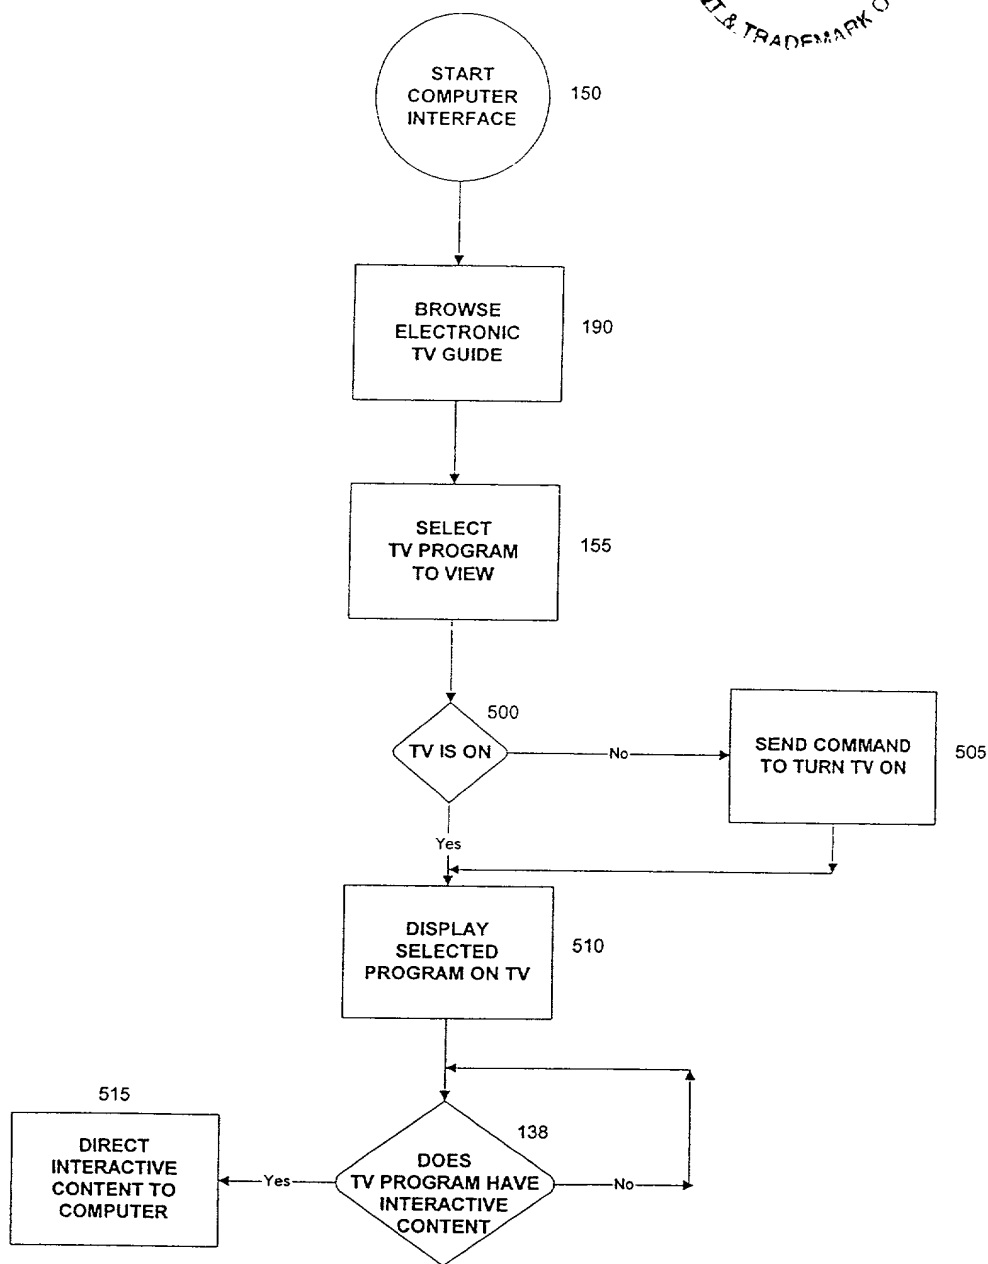 & TRADEMARK O
START
COMPUTER
INTERFACE
150
BROWSE
ELECTRONIC
TV GUIDE
190
SELECT
TV PROGRAM
TO VIEW
155
500
TV IS ON
No
SEND COMMAND
TO TURN TV ON
505
Yes
DISPLAY
SELECTED
PROGRAM ON TV
510
515
DIRECT
INTERACTIVE
CONTENT TO
COMPUTER
Yes
138
DOES
TV PROGRAM HAVE
INTERACTIVE
CONTENT
No